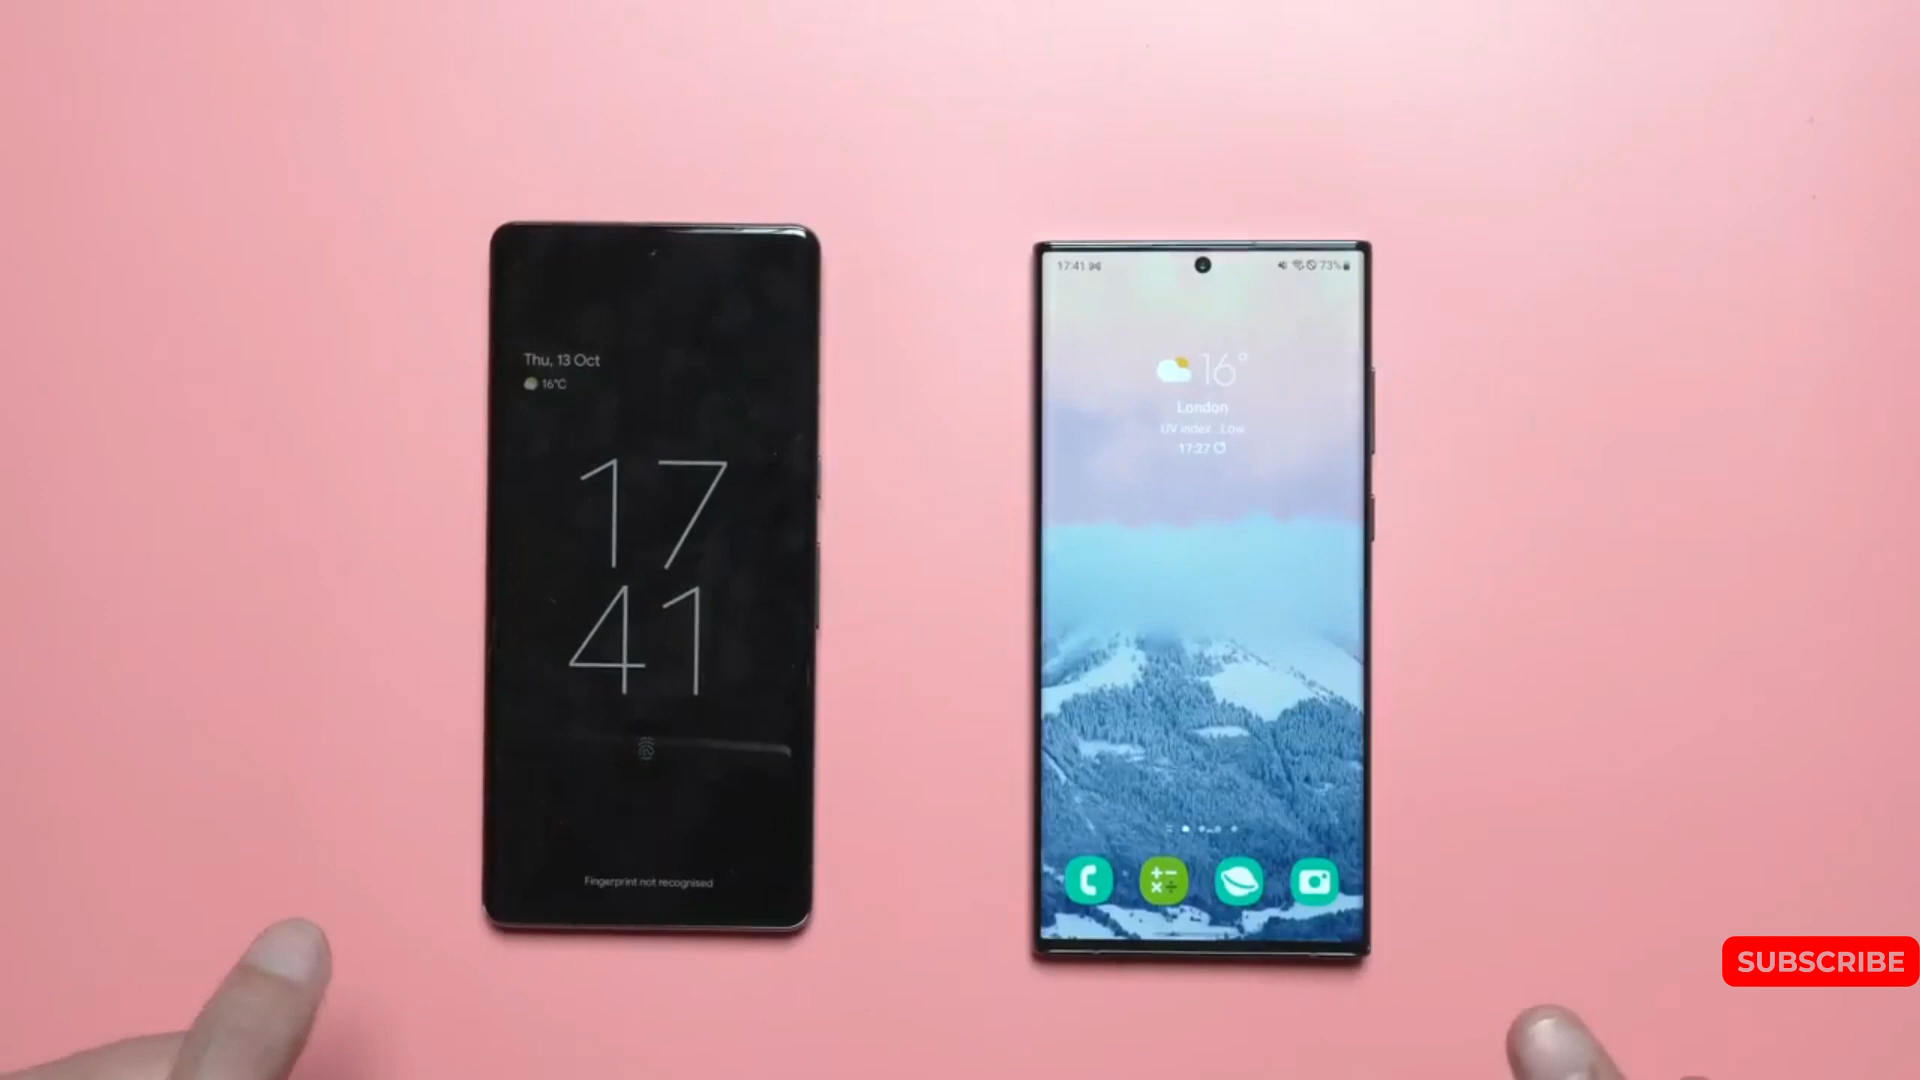 Thu, 13 Oct
16°C
17
41
Fingerprint not recognised
17:41
73%
16°
London
UV index Low
17:27
SUBSCRIBE